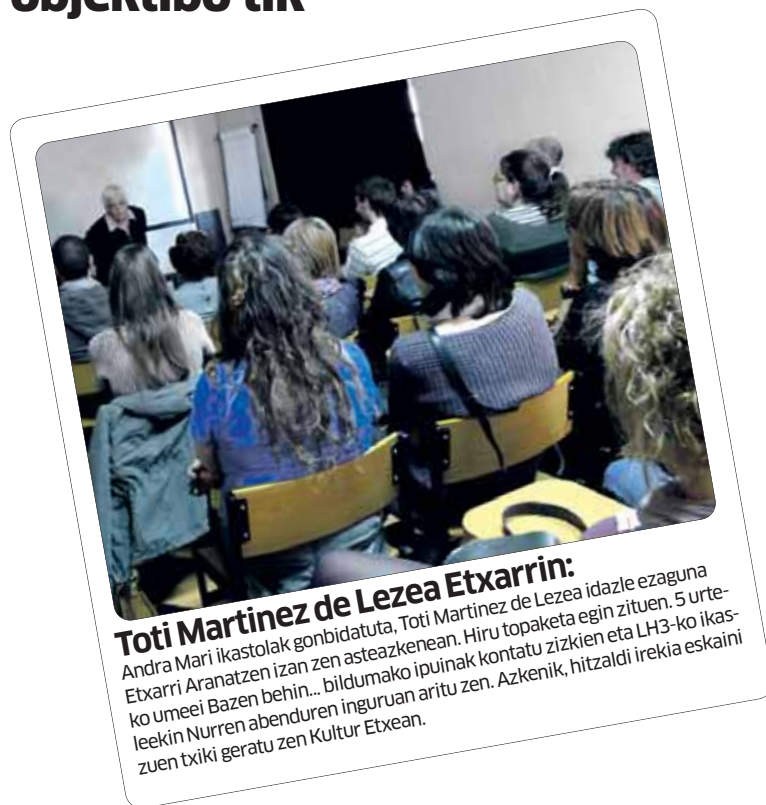 objektibo tik
Toti Martinez de Lezea Etxarrin:
Andra Mari ikastolak gonbidatuta, Toti Martinez de Lezea idazle ezaguna
Etxarri Aranatzen izan zen asteazkenean. Hiru topaketa egin zituen. 5 urte-
ko umeei Bazen behin... bildumako ipuinak kontatu zizkien eta LH3-ko ikas-
leekin Nurren abenduren inguruan aritu zen. Azkenik, hitzaldi irekia eskaini
zuen txiki geratu zen Kultur Etxean.